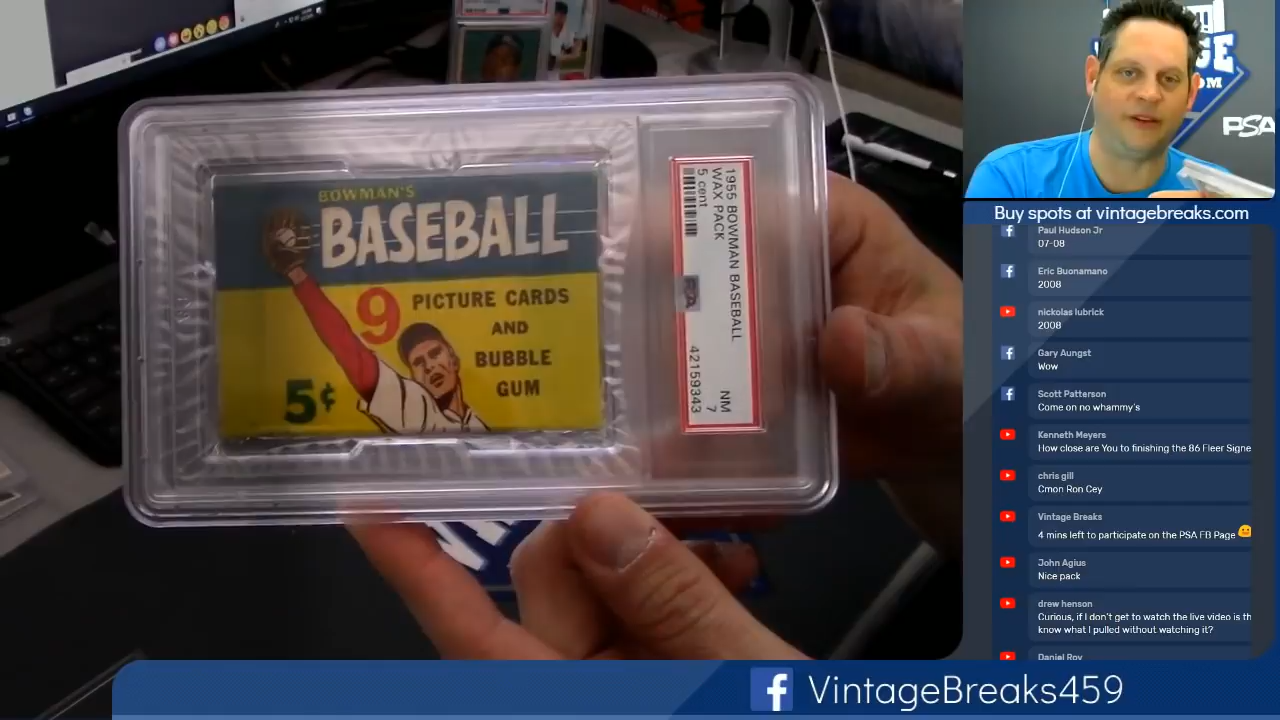 BOWMAN'S
BASEBALL
9 PICTURE CARDS
AND
BUBBLE
GUM
5¢
1955 BOWMAN BASEBALL
WAX PACK
5 cent
NM
7
42159343
PSA
Buy spots at vintagebreaks.com
Paul Hudson Jr
07-08
Eric Buonamano
2008
nickolas lubrick
2008
Gary Aungst
Wow
Scott Patterson
Come on no whammy's
Kenneth Meyers
How close are You to finishing the 86 Fleer Signe
chris gill
Cmon Ron Cey
Vintage Breaks
4 mins left to participate on the PSA FB Page
John Agius
Nice pack
drew henson
Curious, if I don't get to watch the live video is th
know what I pulled without watching it?
Daniel Roy
VintageBreaks459